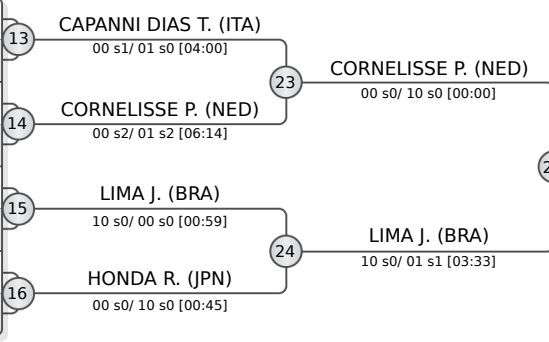 CAPANNI DIAS T. (ITA)
13
00 s1/ 01 s0 [04:00]
CORNELISSE P. (NED)
23
00 s0/ 10 s0 [00:00]
CORNELISSE P. (NED)
14
00 s2/ 01 s2 [06:14]
LIMA J. (BRA)
15
10 s0/ 00 s0 [00:59]
LIMA J. (BRA)
24
10 s0/ 01 s1 [03:33]
HONDA R. (JPN)
16
00 s0/ 10 s0 [00:45]